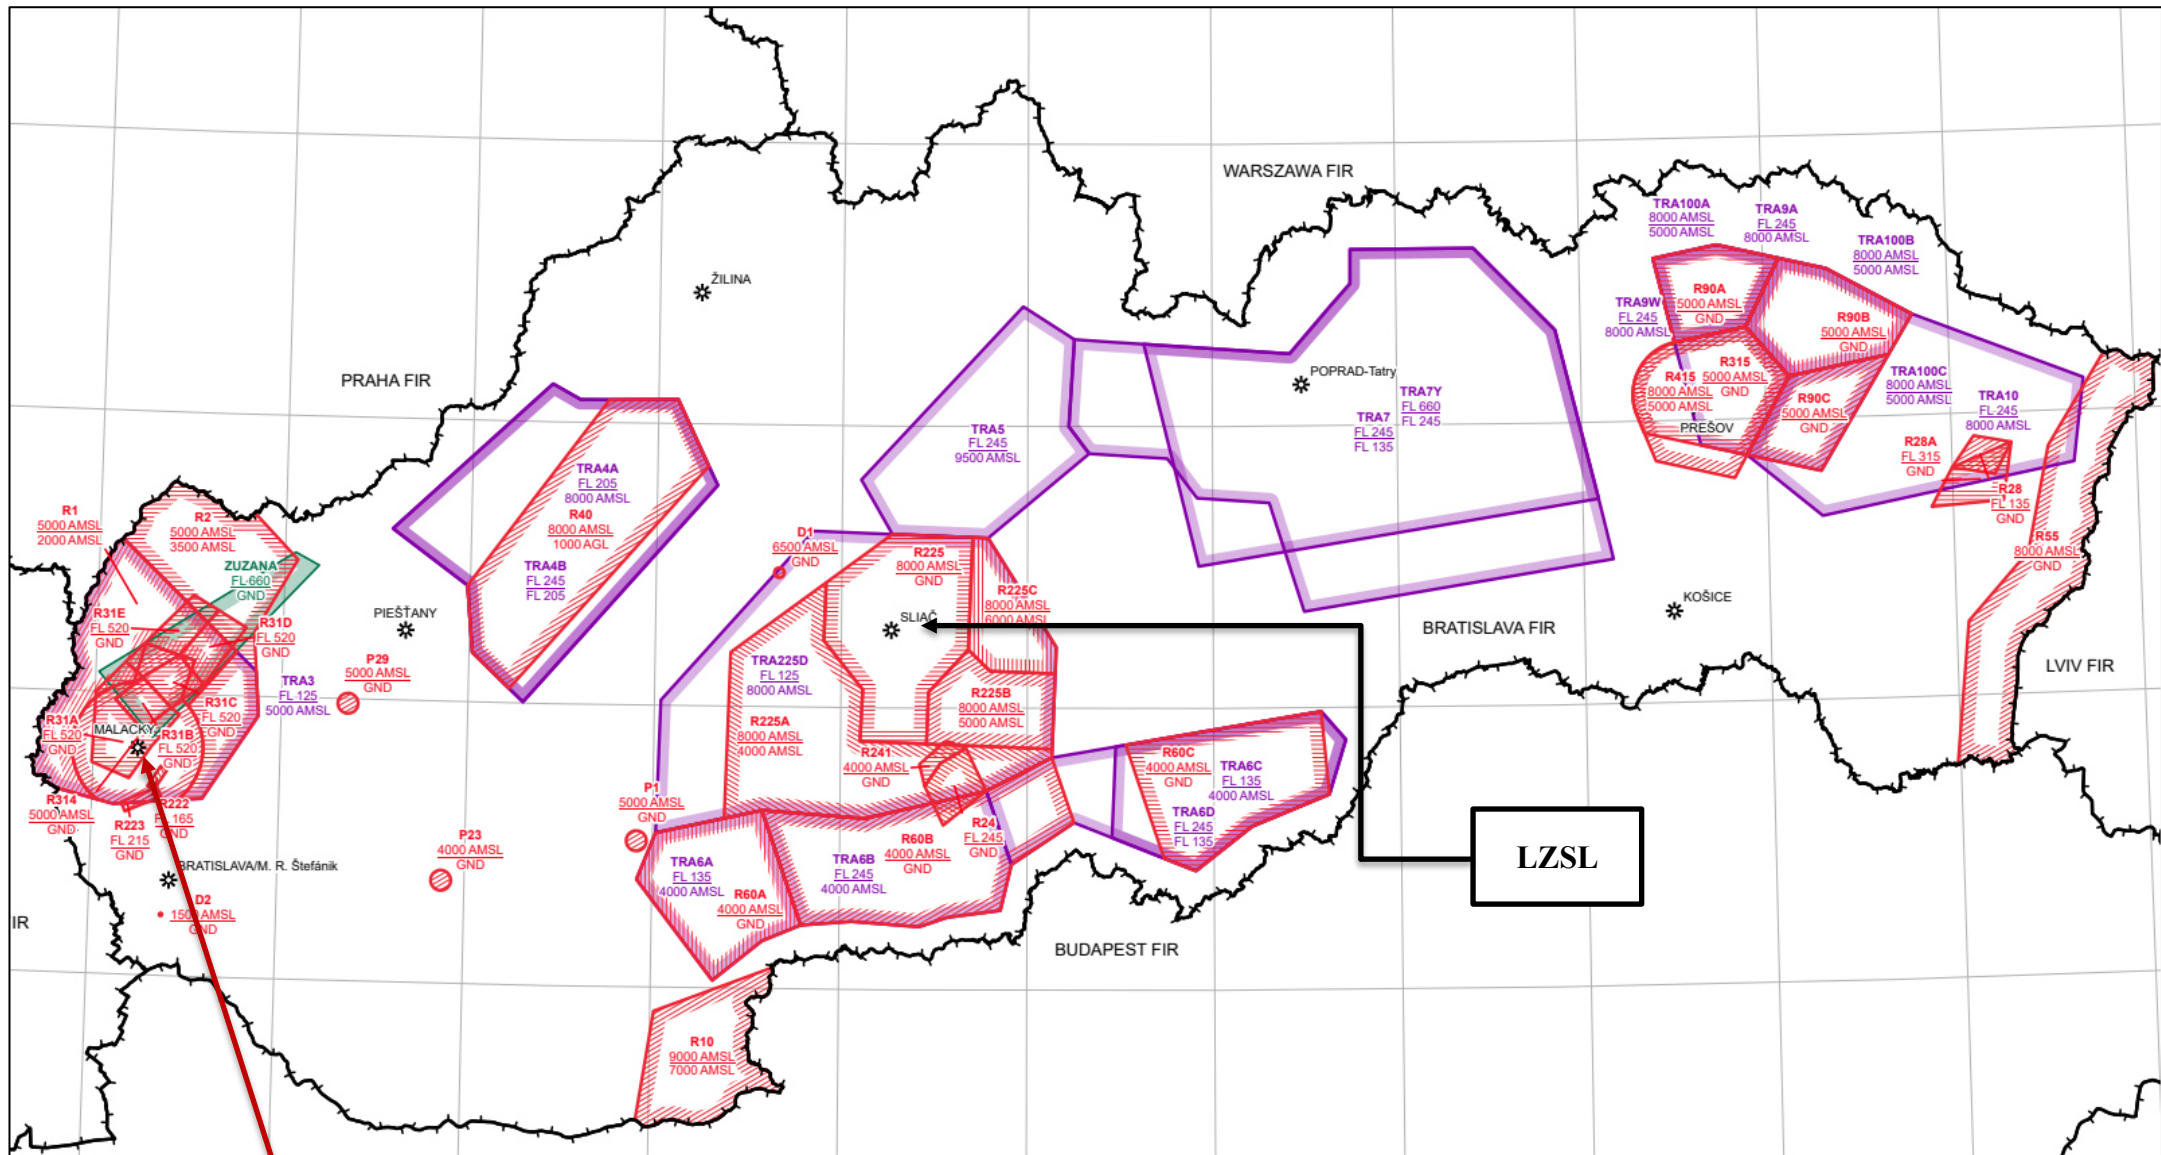 WARSZAWA FIR
ŽILINA
PRAHA FIR
TRA100A
8000 AMSL
5000 AMSL
TRA9A
FL 245
8000 AMSL
TRA100B
8000 AMSL
5000 AMSL
TRA9W
FL 245
8000 AMSL
R90A
5000 AMSL
GND
R90B
5000 AMSL
GND
R315
5000 AMSL
GND
R415
8000 AMSL
5000 AMSL
PREŠOV
R90C
5000 AMSL
GND
TRA100C
8000 AMSL
5000 AMSL
TRA10
FL 245
8000 AMSL
R28A
FL 315
GND
R28
FL 135
GND
R55
8000 AMSL
GND
POPRAD-Tatry
TRA7Y
FL 660
FL 245
TRA7
FL 245
FL 135
TRA5
FL 245
9500 AMSL
TRA4A
FL 205
8000 AMSL
R40
8000 AMSL
1000 AGL
TRA4B
FL 245
FL 205
R1
5000 AMSL
2000 AMSL
R2
5000 AMSL
3500 AMSL
ZUZANA
FL 660
GND
R31E
FL 520
GND
R31D
FL 520
GND
PIEŠŤANY
P29
5000 AMSL
GND
TRA3
FL 125
5000 AMSL
R31C
FL 520
GND
R31A
FL 520
GND
MALACKY
R31B
FL 520
GND
R314
5000 AMSL
GND
R223
FL 215
GND
R222
FL 165
GND
BRATISLAVA/M. R. Štefánik
D2
1500 AMSL
GND
IR
P23
4000 AMSL
GND
D1
6500 AMSL
GND
R225
8000 AMSL
GND
R225C
8000 AMSL
6000 AMSL
SLIAČ
TRA225D
FL 125
8000 AMSL
R225A
8000 AMSL
4000 AMSL
R225B
8000 AMSL
5000 AMSL
R241
4000 AMSL
GND
P1
5000 AMSL
GND
TRA6A
FL 135
4000 AMSL
R60A
4000 AMSL
GND
TRA6B
FL 245
4000 AMSL
R60B
4000 AMSL
GND
R24
FL 245
GND
R60C
4000 AMSL
GND
TRA6C
FL 135
4000 AMSL
TRA6D
FL 245
FL 135
KOŠICE
BRATISLAVA FIR
LVIV FIR
LZSL
BUDAPEST FIR
R10
9000 AMSL
7000 AMSL